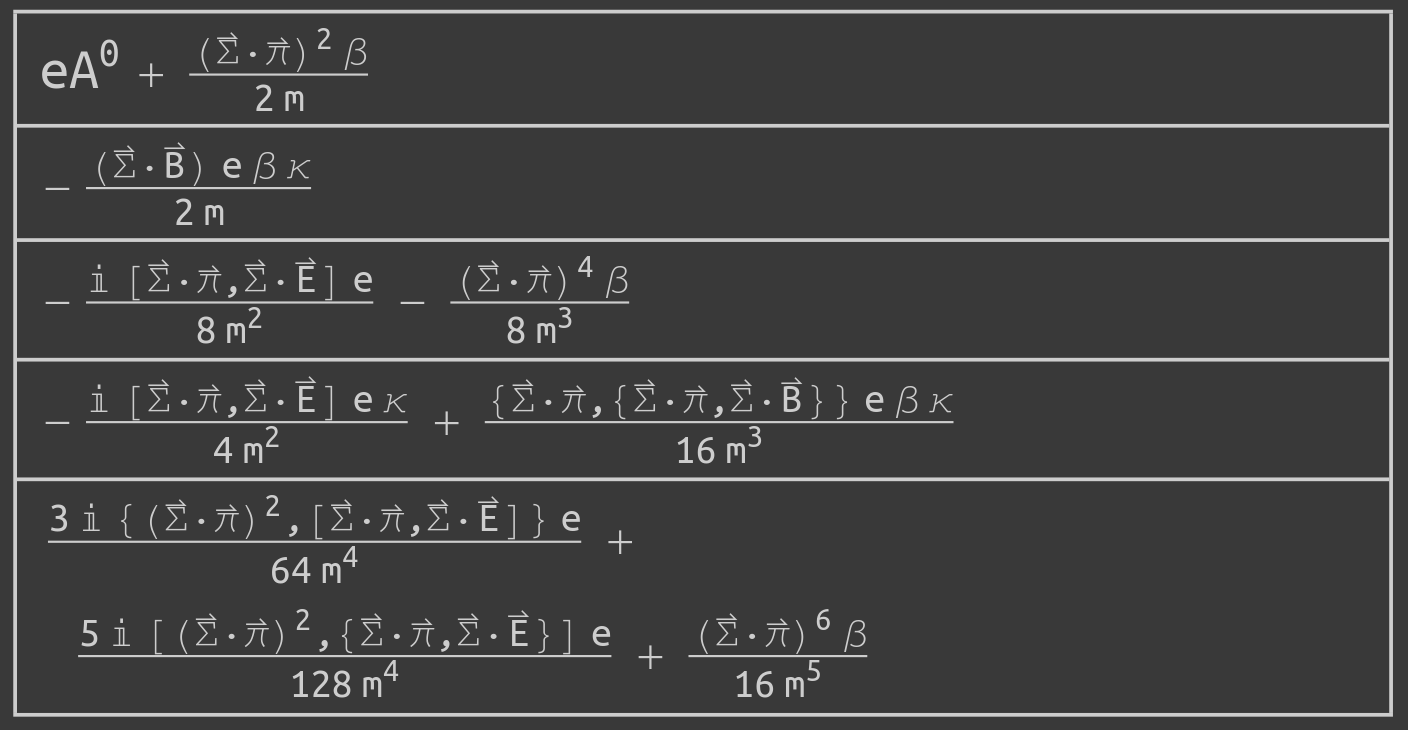 $eA^0 + \frac{(\vec{\Sigma}\cdot\vec{\pi})^2 \beta}{2 m}$
$- \frac{(\vec{\Sigma}\cdot\vec{B}) e \beta \kappa}{2 m}$
$- \frac{i [\vec{\Sigma}\cdot\vec{\pi},\vec{\Sigma}\cdot\vec{E}] e}{8 m^2} - \frac{(\vec{\Sigma}\cdot\vec{\pi})^4 \beta}{8 m^3}$
$- \frac{i [\vec{\Sigma}\cdot\vec{\pi},\vec{\Sigma}\cdot\vec{E}] e \kappa}{4 m^2} + \frac{\{\vec{\Sigma}\cdot\vec{\pi},\{\vec{\Sigma}\cdot\vec{\pi},\vec{\Sigma}\cdot\vec{B}\}\} e \beta \kappa}{16 m^3}$
$\frac{3 i \{(\vec{\Sigma}\cdot\vec{\pi})^2,[\vec{\Sigma}\cdot\vec{\pi},\vec{\Sigma}\cdot\vec{E}]\} e}{64 m^4} +$
$\frac{5 i [(\vec{\Sigma}\cdot\vec{\pi})^2,\{\vec{\Sigma}\cdot\vec{\pi},\vec{\Sigma}\cdot\vec{E}\}] e}{128 m^4} + \frac{(\vec{\Sigma}\cdot\vec{\pi})^6 \beta}{16 m^5}$